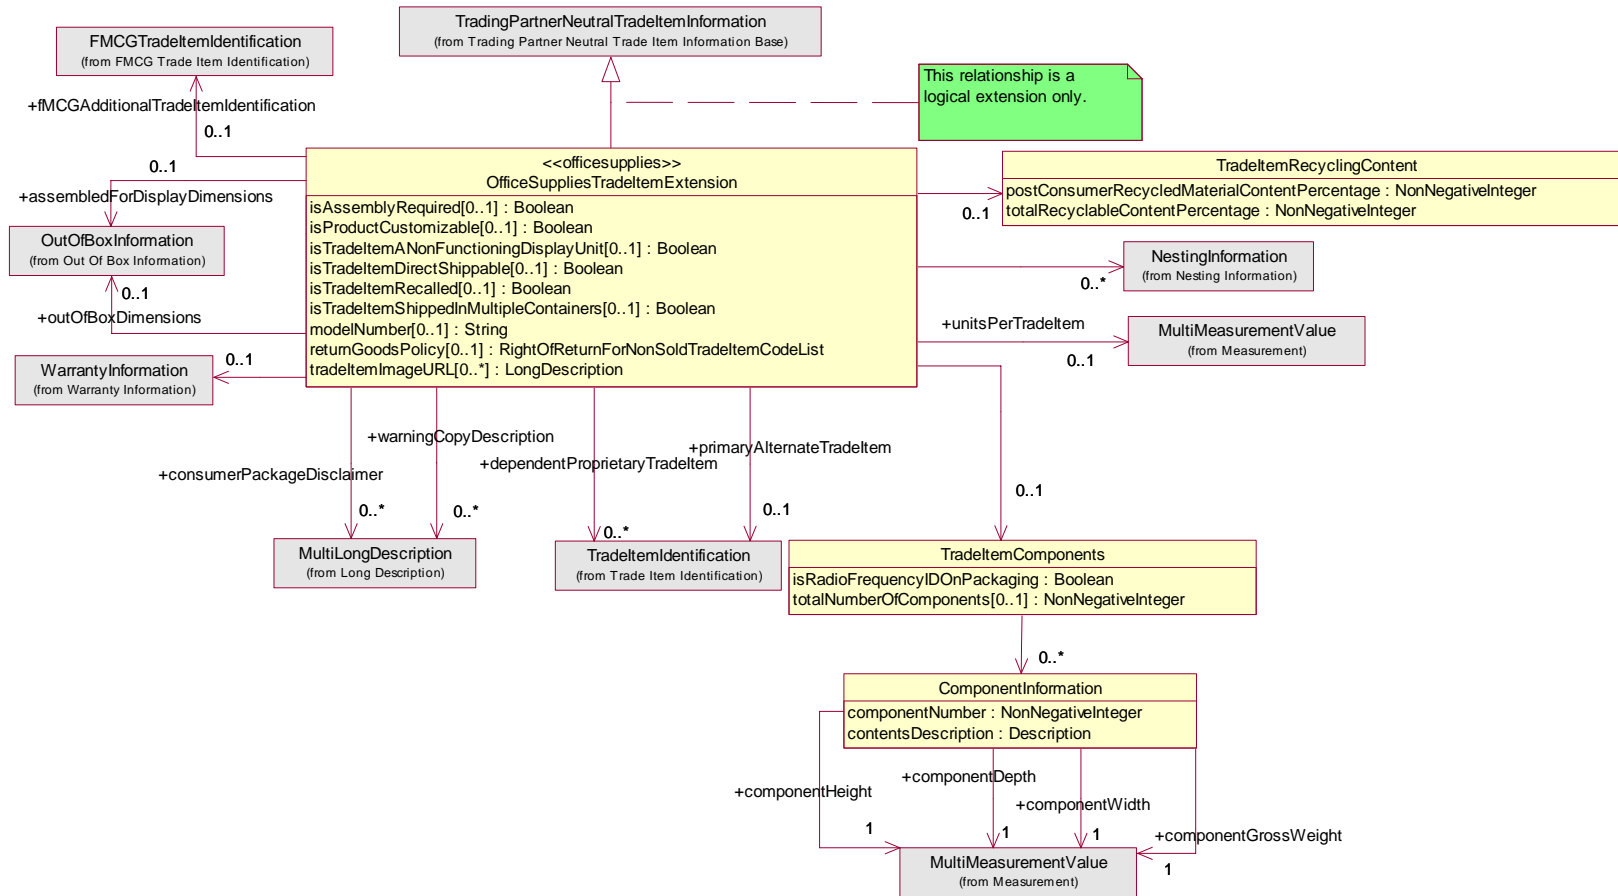 TradingPartnerNeutralTradeItemInformation
(from Trading Partner Neutral Trade Item Information Base)
FMCGTradeItemIdentification
(from FMCG Trade Item Identification)
This relationship is a
logical extension only.
+fMCGAdditionalTradeItemIdentification
0..1
<<officesupplies>>
OfficeSuppliesTradeItemExtension
isAssemblyRequired[0..1] : Boolean
isProductCustomizable[0..1] : Boolean
isTradeItemANonFunctioningDisplayUnit[0..1] : Boolean
isTradeItemDirectShippable[0..1] : Boolean
isTradeItemRecalled[0..1] : Boolean
isTradeItemShippedInMultipleContainers[0..1] : Boolean
modelNumber[0..1] : String
returnGoodsPolicy[0..1] : RightOfReturnForNonSoldTradeItemCodeList
tradeItemImageURL[0..*] : LongDescription
0..1
+assembledForDisplayDimensions
OutOfBoxInformation
(from Out Of Box Information)
0..1
+outOfBoxDimensions
WarrantyInformation
(from Warranty Information)
0..1
TradeItemRecyclingContent
postConsumerRecycledMaterialContentPercentage : NonNegativeInteger
totalRecyclableContentPercentage : NonNegativeInteger
0..1
NestingInformation
(from Nesting Information)
0..*
+unitsPerTradeItem
MultiMeasurementValue
(from Measurement)
0..1
+warningCopyDescription
+consumerPackageDisclaimer
+dependentProprietaryTradeItem
+primaryAlternateTradeItem
0..*
0..*
0..*
0..1
0..1
MultiLongDescription
(from Long Description)
TradeItemIdentification
(from Trade Item Identification)
TradeItemComponents
isRadioFrequencyIDOnPackaging : Boolean
totalNumberOfComponents[0..1] : NonNegativeInteger
0..*
ComponentInformation
componentNumber : NonNegativeInteger
contentsDescription : Description
+componentHeight
+componentDepth
+componentWidth
+componentGrossWeight
1
1
1
1
MultiMeasurementValue
(from Measurement)